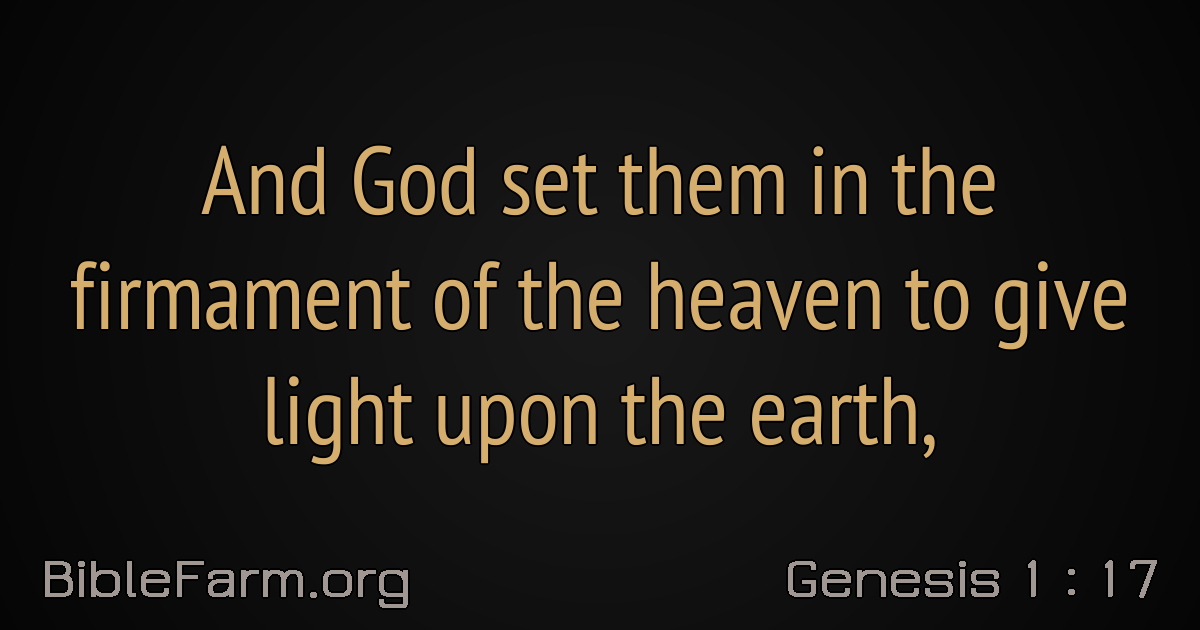 And God set them in the
firmament of the heaven to give
light upon the earth,
BibleFarm.org
Genesis 1 : 17